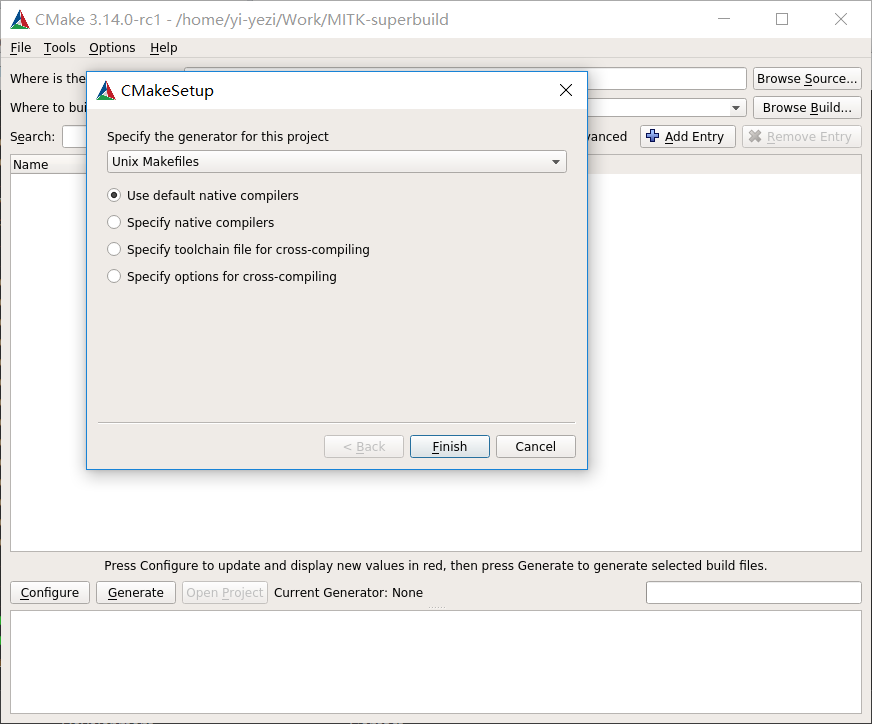 CMake 3.14.0-rc1 - /home/yi-yezi/Work/MITK-superbuild
File Tools Options Help
Where is the
Browse Source...
Where to bui
Browse Build...
Search:
Add Entry
Remove Entry
Name
CMakeSetup
Specify the generator for this project
Unix Makefiles
Use default native compilers
Specify native compilers
Specify toolchain file for cross-compiling
Specify options for cross-compiling
< Back
Finish
Cancel
Press Configure to update and display new values in red, then press Generate to generate selected build files.
Configure
Generate
Open Project
Current Generator: None